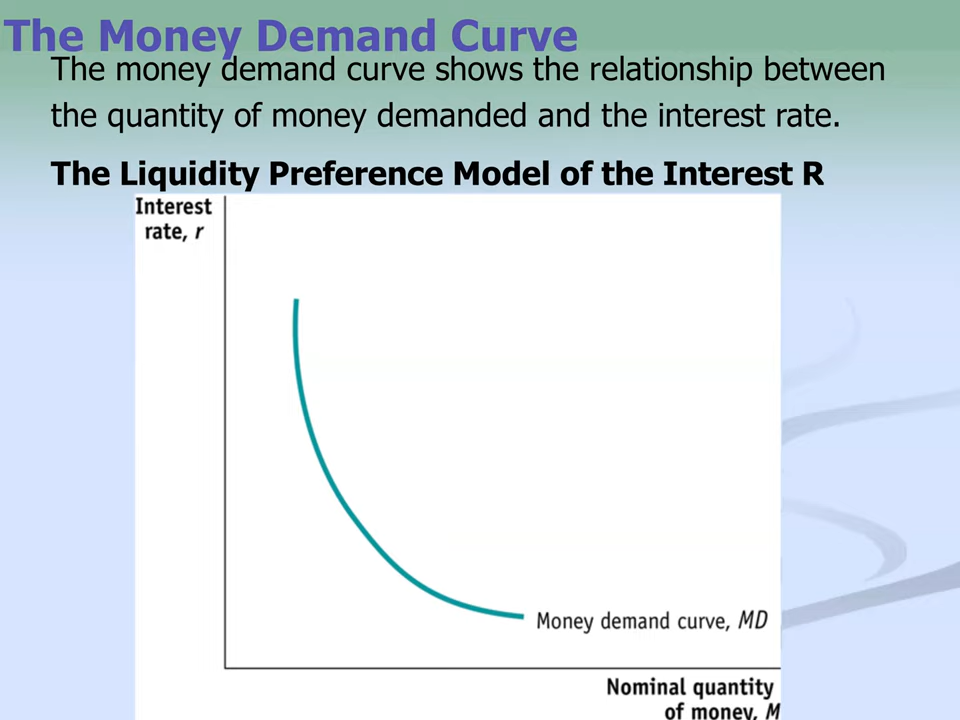 The Money Demand Curve
The money demand curve shows the relationship between
the quantity of money demanded and the interest rate.
The Liquidity Preference Model of the Interest R
Interest
rate, r
Money demand curve, MD
Nominal quantity
of money, M